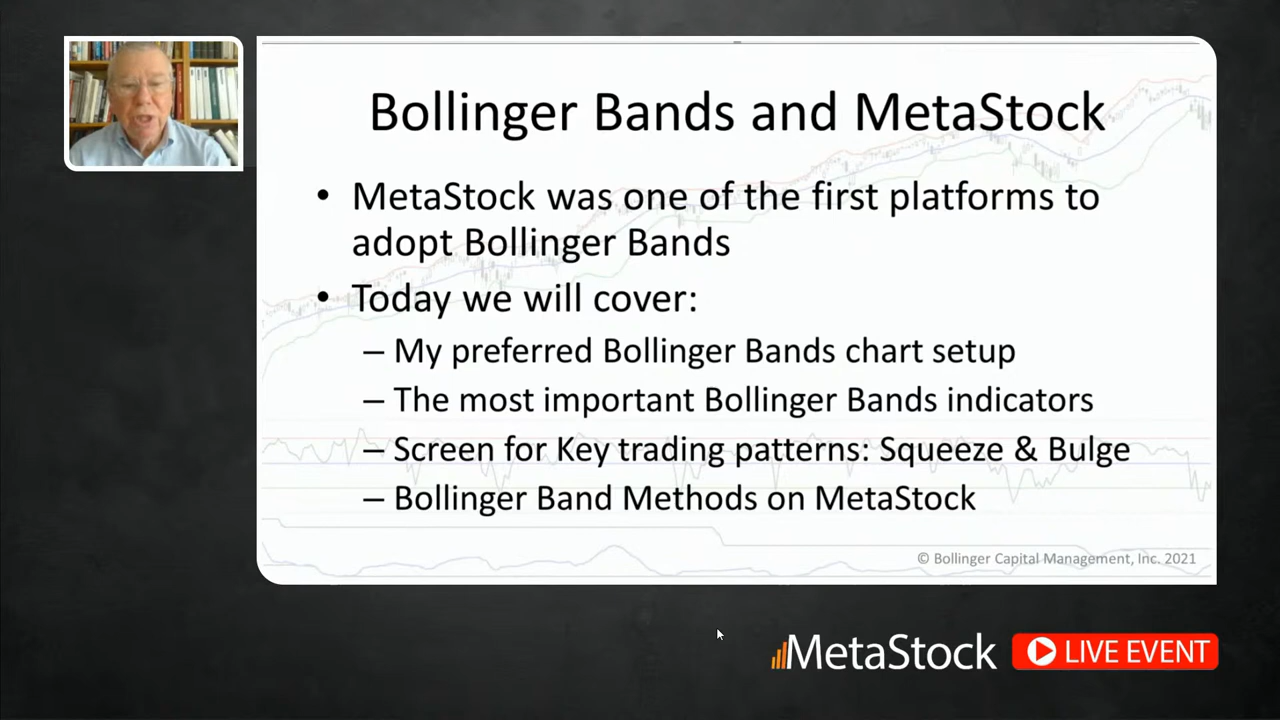 Bollinger Bands and MetaStock
• MetaStock was one of the first platforms to
adopt Bollinger Bands
• Today we will cover:
– My preferred Bollinger Bands chart setup
– The most important Bollinger Bands indicators
– Screen for Key trading patterns: Squeeze & Bulge
– Bollinger Band Methods on MetaStock
© Bollinger Capital Management, Inc. 2021
MetaStock LIVE EVENT